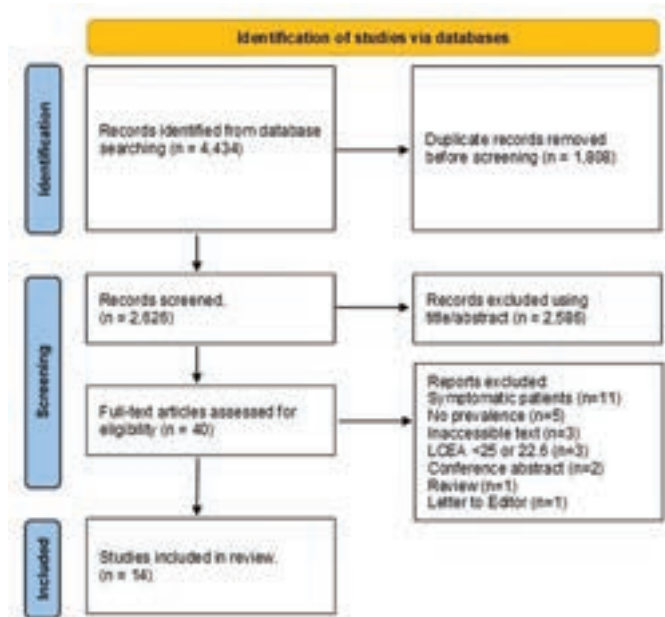 Identification of studies via databases
Identification
Records identified from database
searching (n = 4,434)
Duplicate records removed
before screening (n = 1,808)
Screening
Records screened.
(n = 2,626)
Records excluded using
title/abstract (n = 2,586)
Full-text articles assessed for
eligibility (n = 40)
Reports excluded:
Symptomatic patients (n=11)
No prevalence (n=5)
Inaccessible text (n=3)
LCEA <25 or 22.6 (n=3)
Conference abstract (n=2)
Review (n=1)
Letter to Editor (n=1)
Included
Studies included in review.
(n = 14)